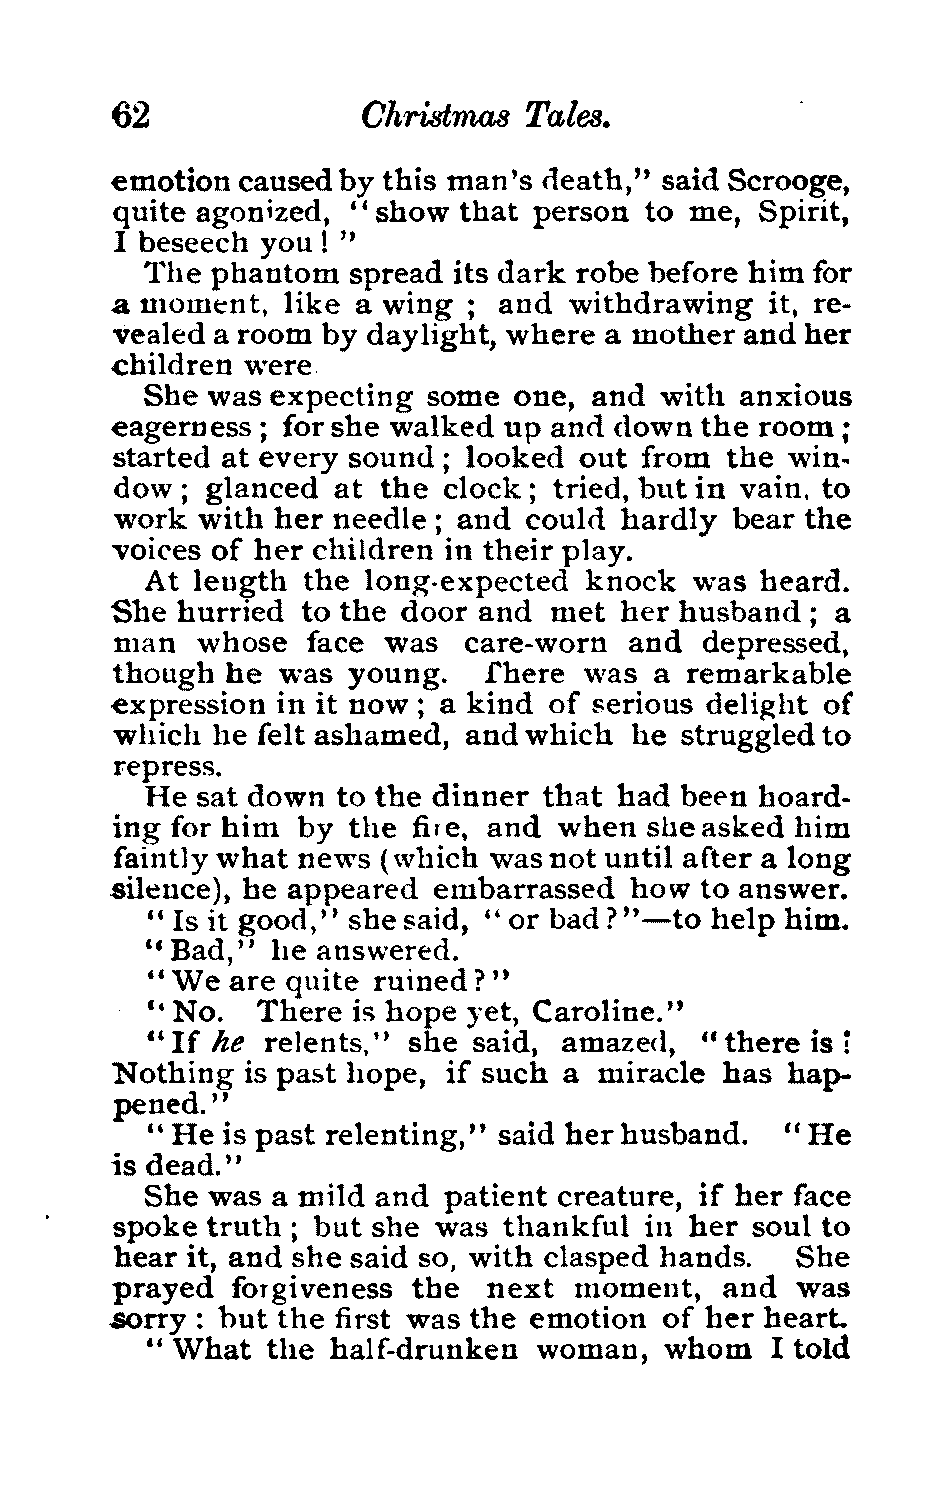 62 Christmas Tales.
emotion caused by this man's death," said Scrooge,
quite agonized, "show that person to me, Spirit,
I beseech you!"
The phantom spread its dark robe before him for
a moment, like a wing; and withdrawing it, re-
vealed a room by daylight, where a mother and her
children were
She was expecting some one, and with anxious
eagerness; for she walked up and down the room;
started at every sound; looked out from the win-
dow; glanced at the clock; tried, but in vain, to
work with her needle; and could hardly bear the
voices of her children in their play.
At length the long-expected knock was heard.
She hurried to the door and met her husband; a
man whose face was care-worn and depressed,
though he was young. There was a remarkable
expression in it now; a kind of serious delight of
which he felt ashamed, and which he struggled to
repress.
He sat down to the dinner that had been hoard-
ing for him by the fire, and when she asked him
faintly what news (which was not until after a long
silence), he appeared embarrassed how to answer.
"Is it good," she said, "or bad?"—to help him.
"Bad," he answered.
"We are quite ruined?"
"No. There is hope yet, Caroline."
"If he relents," she said, amazed, "there is!
Nothing is past hope, if such a miracle has hap-
pened."
"He is past relenting," said her husband. "He
is dead."
She was a mild and patient creature, if her face
spoke truth; but she was thankful in her soul to
hear it, and she said so, with clasped hands. She
prayed forgiveness the next moment, and was
sorry: but the first was the emotion of her heart.
"What the half-drunken woman, whom I told